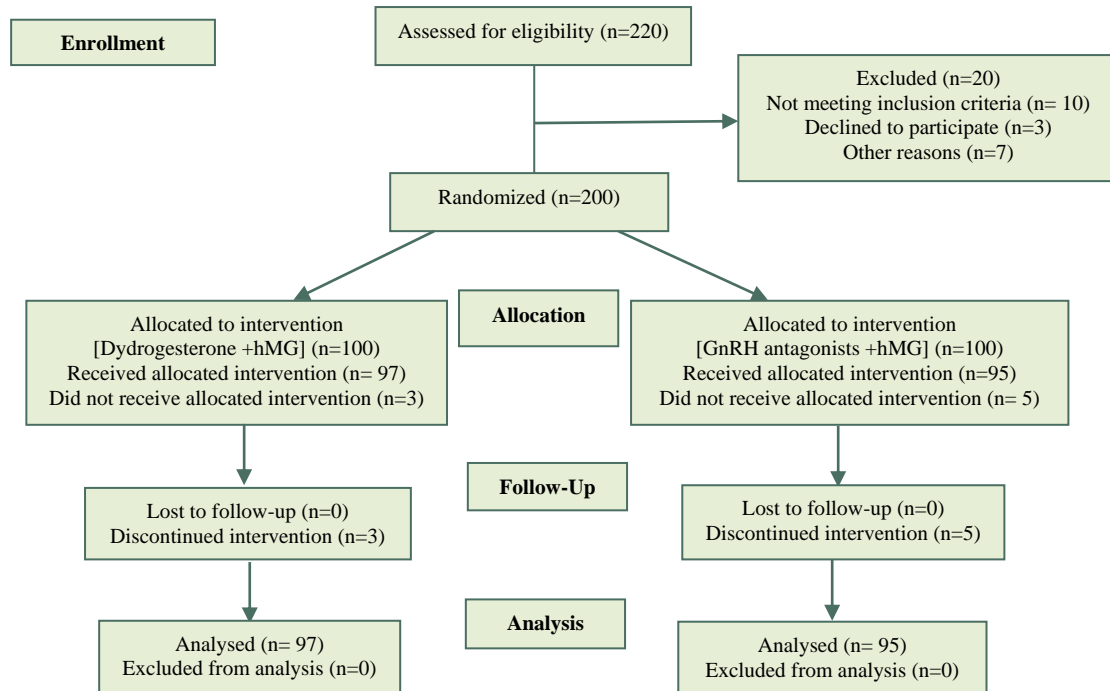 Enrollment
Assessed for eligibility (n=220)
Excluded (n=20)
Not meeting inclusion criteria (n= 10)
Declined to participate (n=3)
Other reasons (n=7)
Randomized (n=200)
Allocation
Allocated to intervention
[Dydrogesterone +hMG] (n=100)
Received allocated intervention (n= 97)
Did not receive allocated intervention (n=3)
Allocated to intervention
[GnRH antagonists +hMG] (n=100)
Received allocated intervention (n=95)
Did not receive allocated intervention (n= 5)
Follow-Up
Lost to follow-up (n=0)
Discontinued intervention (n=3)
Lost to follow-up (n=0)
Discontinued intervention (n=5)
Analysis
Analysed (n= 97)
Excluded from analysis (n=0)
Analysed (n= 95)
Excluded from analysis (n=0)